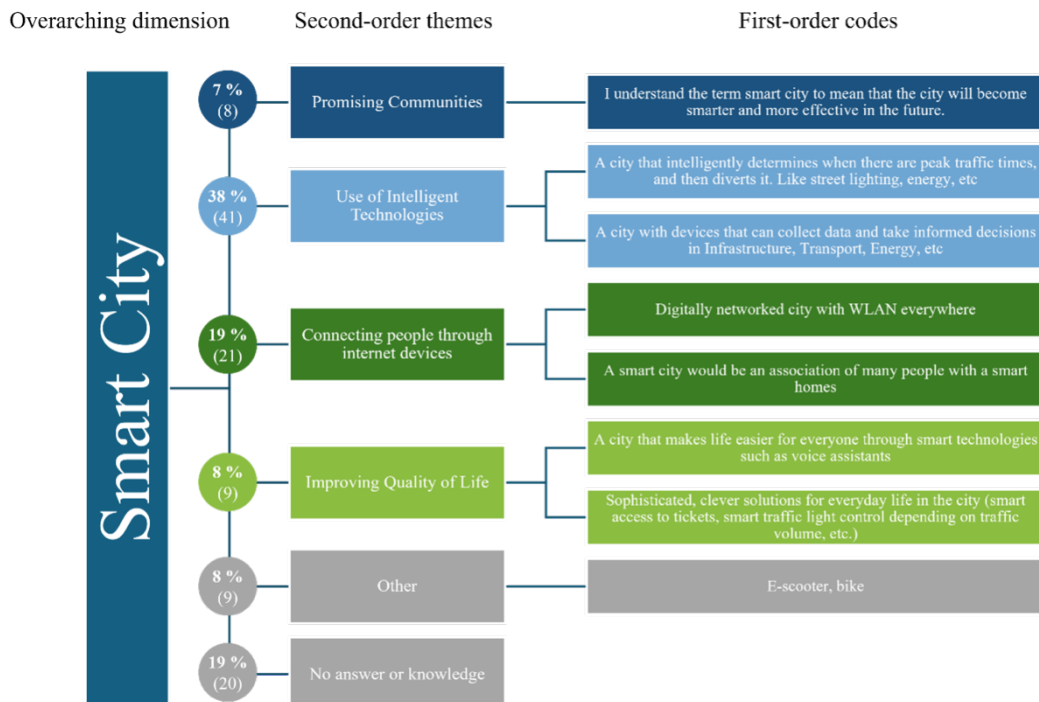 Overarching dimension
Second-order themes
First-order codes
Smart City
7 %
(8)
Promising Communities
I understand the term smart city to mean that the city will become
smarter and more effective in the future.
38 %
(41)
Use of Intelligent
Technologies
A city that intelligently determines when there are peak traffic times,
and then diverts it. Like street lighting, energy, etc
A city with devices that can collect data and take informed decisions
in Infrastructure, Transport, Energy, etc
19 %
(21)
Connecting people through
internet devices
Digitally networked city with WLAN everywhere
A smart city would be an association of many people with a smart
homes
8 %
(9)
Improving Quality of Life
A city that makes life easier for everyone through smart technologies
such as voice assistants
Sophisticated, clever solutions for everyday life in the city (smart
access to tickets, smart traffic light control depending on traffic
volume, etc.)
8 %
(9)
Other
E-scooter, bike
19 %
(20)
No answer or knowledge